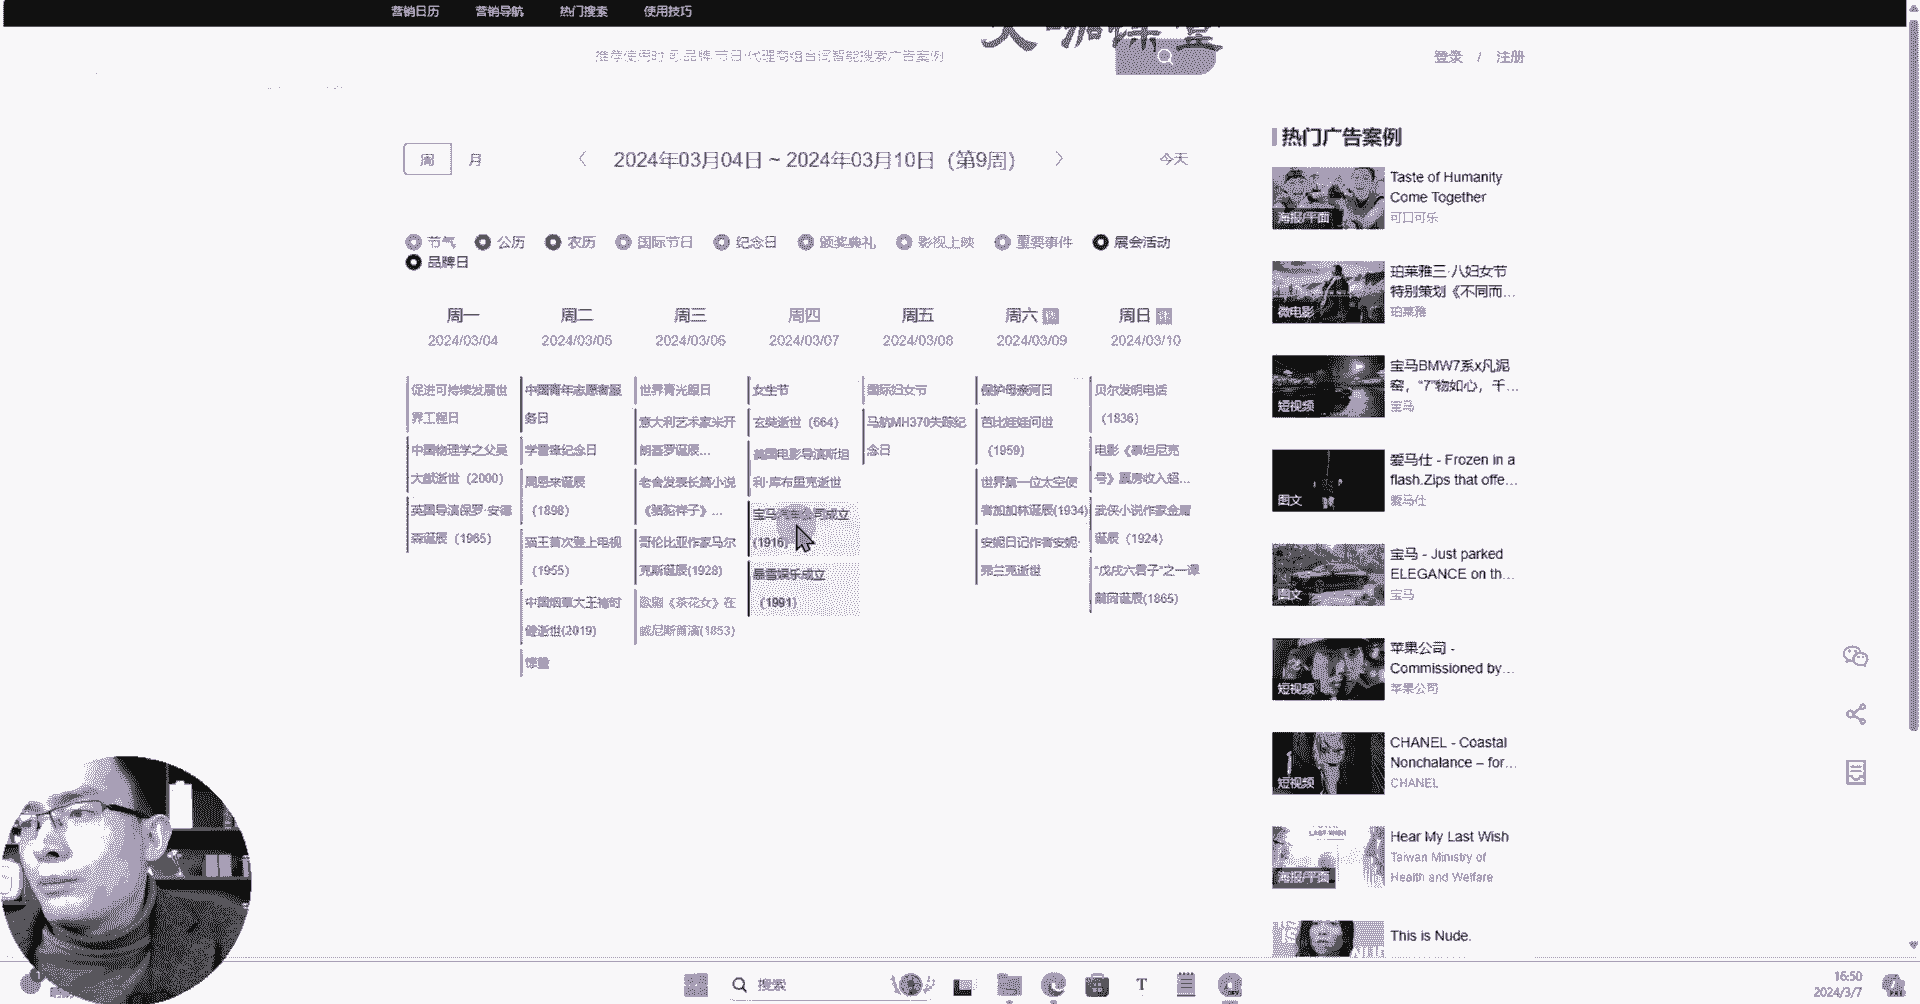 营销日历 营销导航 热门搜索 使用技巧
大咖课堂
登录 / 注册
周 月 2024年03月04日 ~ 2024年03月10日 (第9周) 今天
节气 公历 农历 国际节日 纪念日 颁奖典礼 影视上映 重要事件 展会活动
品牌日
周一 周二 周三 周四 周五 周六 休 周日 休
2024/03/04 2024/03/05 2024/03/06 2024/03/07 2024/03/08 2024/03/09 2024/03/10
促进可持续发展世
界工程日
中国物理学之父吴
大猷逝世 (2000)
英国导演保罗·安德
森诞辰 (1965)
中国青年志愿者服
务日
学雷锋纪念日
周恩来诞辰
(1898)
猫王首次登上电视
(1955)
中国烟草大王褚时
健逝世(2019)
惊蛰
世界青光眼日
意大利艺术家米开
朗基罗诞辰...
老舍发表长篇小说
《骆驼祥子》...
哥伦比亚作家马尔
克斯诞辰(1928)
歌剧《茶花女》在
威尼斯首演(1853)
女生节
玄奘逝世 (664)
美国电影导演斯坦
利·库布里克逝世
宝马汽车公司成立
(1916)
暴雪娱乐成立
(1991)
国际妇女节
马航MH370失踪纪
念日
保护母亲河日
芭比娃娃问世
(1959)
世界第一位太空使
者加加林诞辰(1934)
安妮日记作者安妮·
弗兰克逝世
贝尔发明电话
(1836)
电影《泰坦尼克
号》票房收入超...
武侠小说作家金庸
诞辰 (1924)
“戊戌六君子”之一谭
嗣同诞辰(1865)
热门广告案例
海报/平面
Taste of Humanity
Come Together
可口可乐
微电影
珀莱雅三·八妇女节
特别策划《不同而...
珀莱雅
短视频
宝马BMW7系x凡泥
窑，“7”物如心，千...
宝马
图文
爱马仕 - Frozen in a
flash.Zips that offe...
爱马仕
图文
宝马 - Just parked
ELEGANCE on th...
宝马
短视频
苹果公司 -
Commissioned by...
苹果公司
短视频
CHANEL - Coastal
Nonchalance – for...
CHANEL
海报/平面
Hear My Last Wish
Taiwan Ministry of
Health and Welfare
This is Nude.
搜索
16:50
2024/3/7